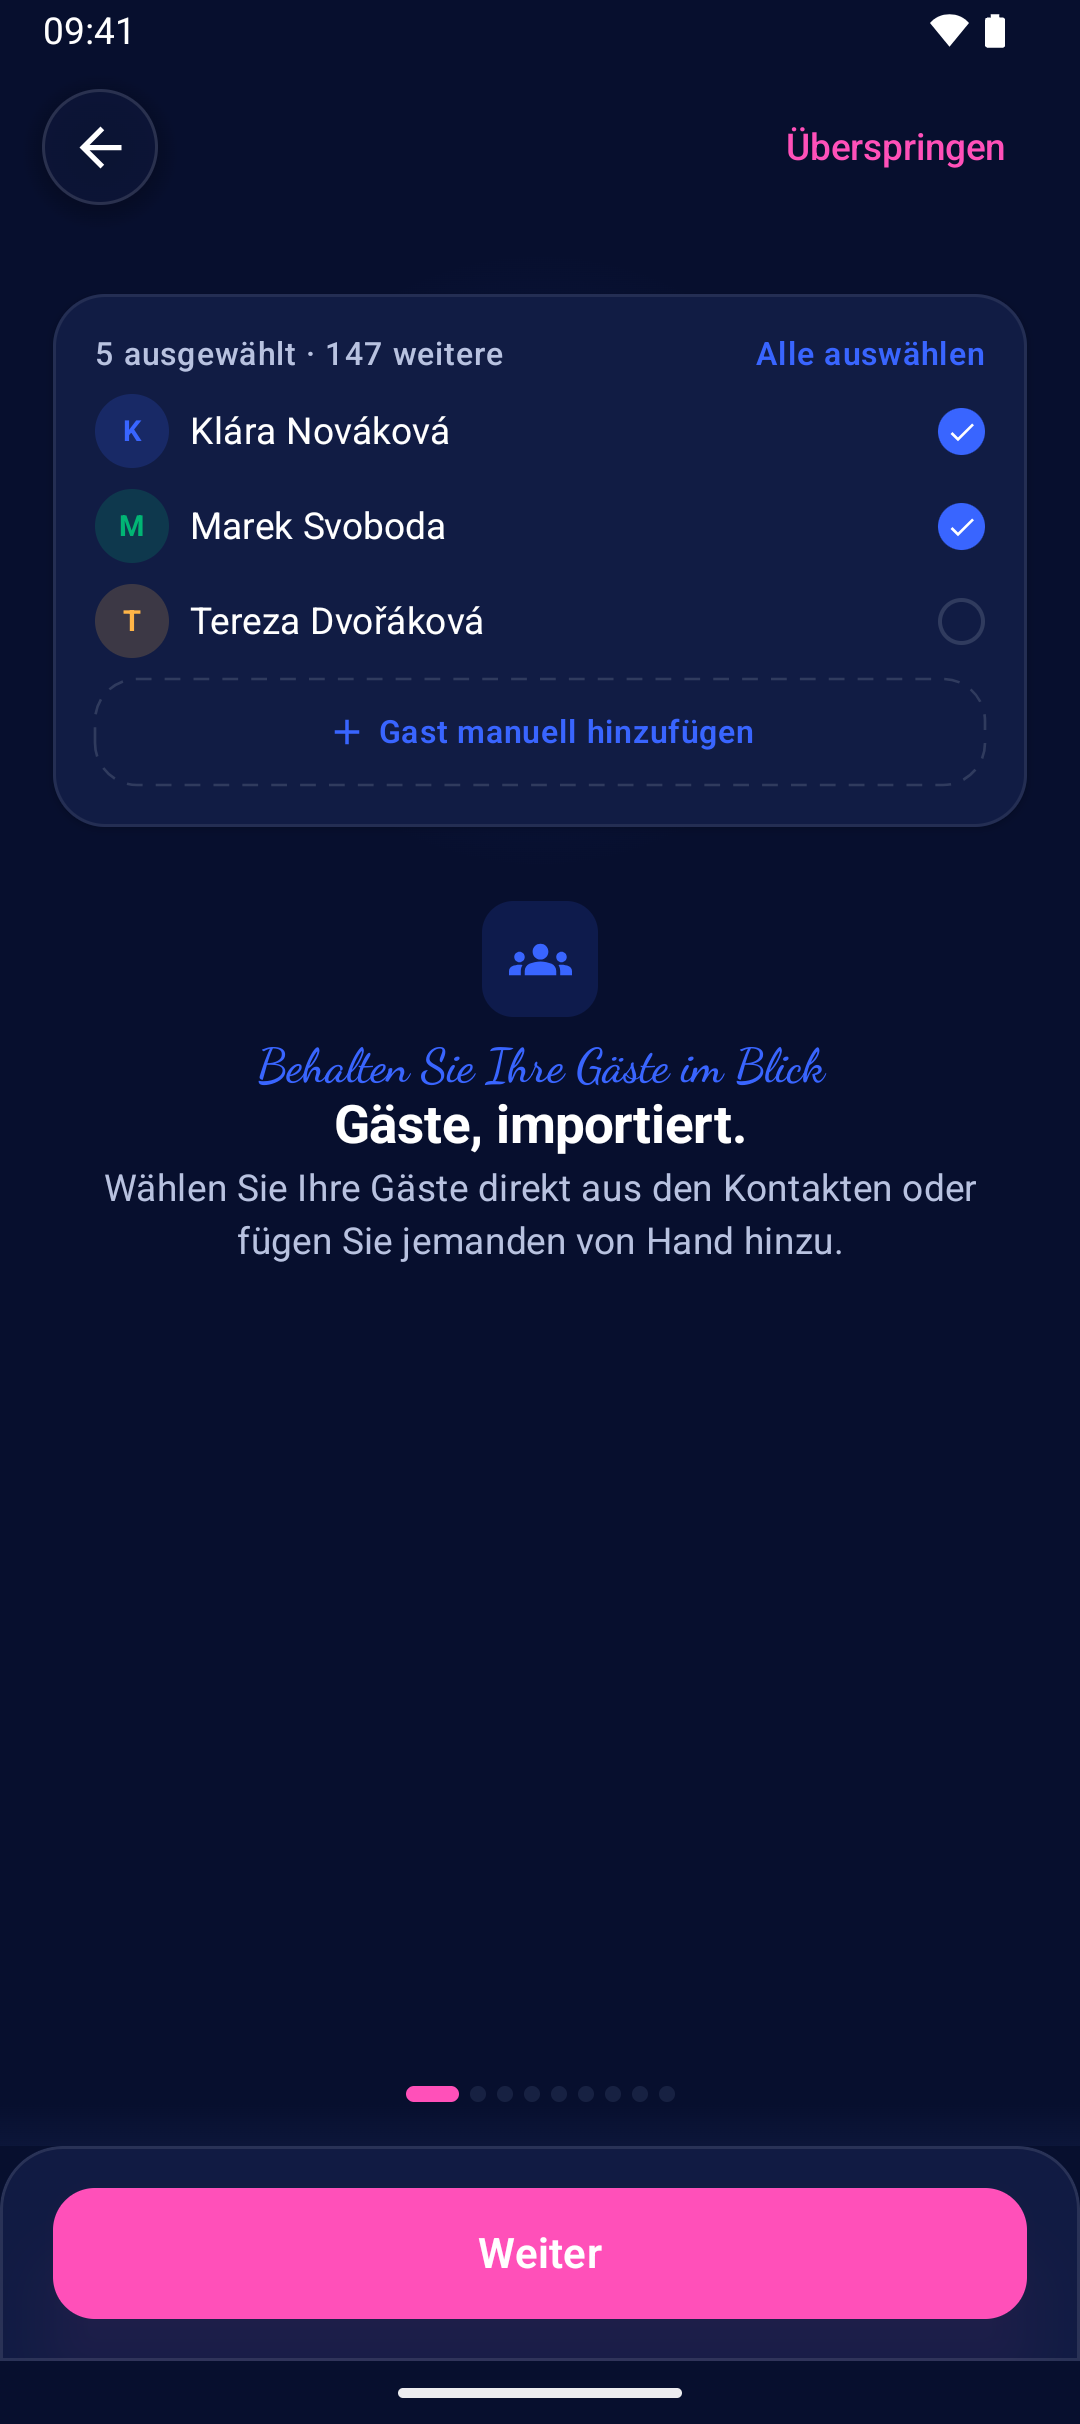 09:41
Überspringen
5 ausgewählt · 147 weitere
Alle auswählen
K
Klára Nováková
M
Marek Svoboda
T
Tereza Dvořáková
Gast manuell hinzufügen
Behalten Sie Ihre Gäste im Blick
Gäste, importiert.
Wählen Sie Ihre Gäste direkt aus den Kontakten oder
fügen Sie jemanden von Hand hinzu.
Weiter